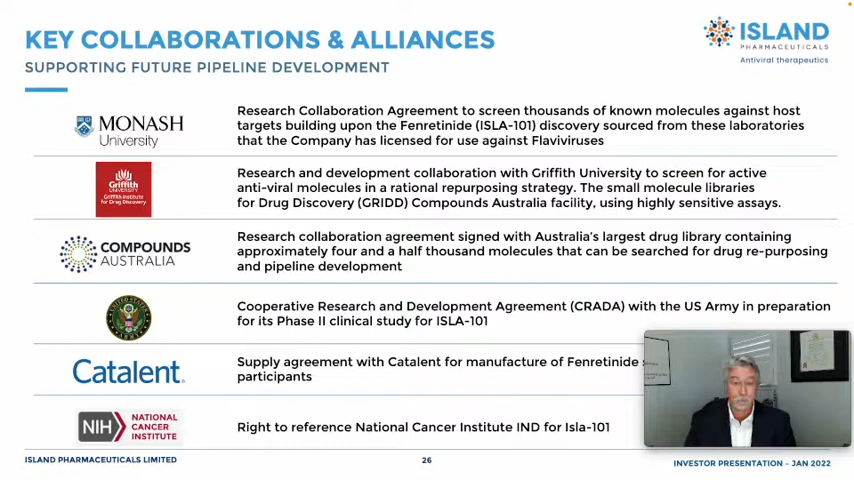 KEY COLLABORATIONS & ALLIANCES
SUPPORTING FUTURE PIPELINE DEVELOPMENT
ISLAND
PHARMACEUTICALS
Antiviral therapeutics
MONASH
University
Research Collaboration Agreement to screen thousands of known molecules against host
targets building upon the Fenretinide (ISLA-101) discovery sourced from these laboratories
that the Company has licensed for use against Flaviviruses
Griffith
UNIVERSITY
Griffith Institute
for Drug Discovery
Research and development collaboration with Griffith University to screen for active
anti-viral molecules in a rational repurposing strategy. The small molecule libraries
for Drug Discovery (GRIDD) Compounds Australia facility, using highly sensitive assays.
COMPOUNDS
AUSTRALIA
Research collaboration agreement signed with Australia's largest drug library containing
approximately four and a half thousand molecules that can be searched for drug re-purposing
and pipeline development
UNITED STATES
ARMY
Cooperative Research and Development Agreement (CRADA) with the US Army in preparation
for its Phase II clinical study for ISLA-101
Catalent.
Supply agreement with Catalent for manufacture of Fenretinide
participants
NIH
NATIONAL
CANCER
INSTITUTE
Right to reference National Cancer Institute IND for Isla-101
ISLAND PHARMACEUTICALS LIMITED
26
INVESTOR PRESENTATION – JAN 2022